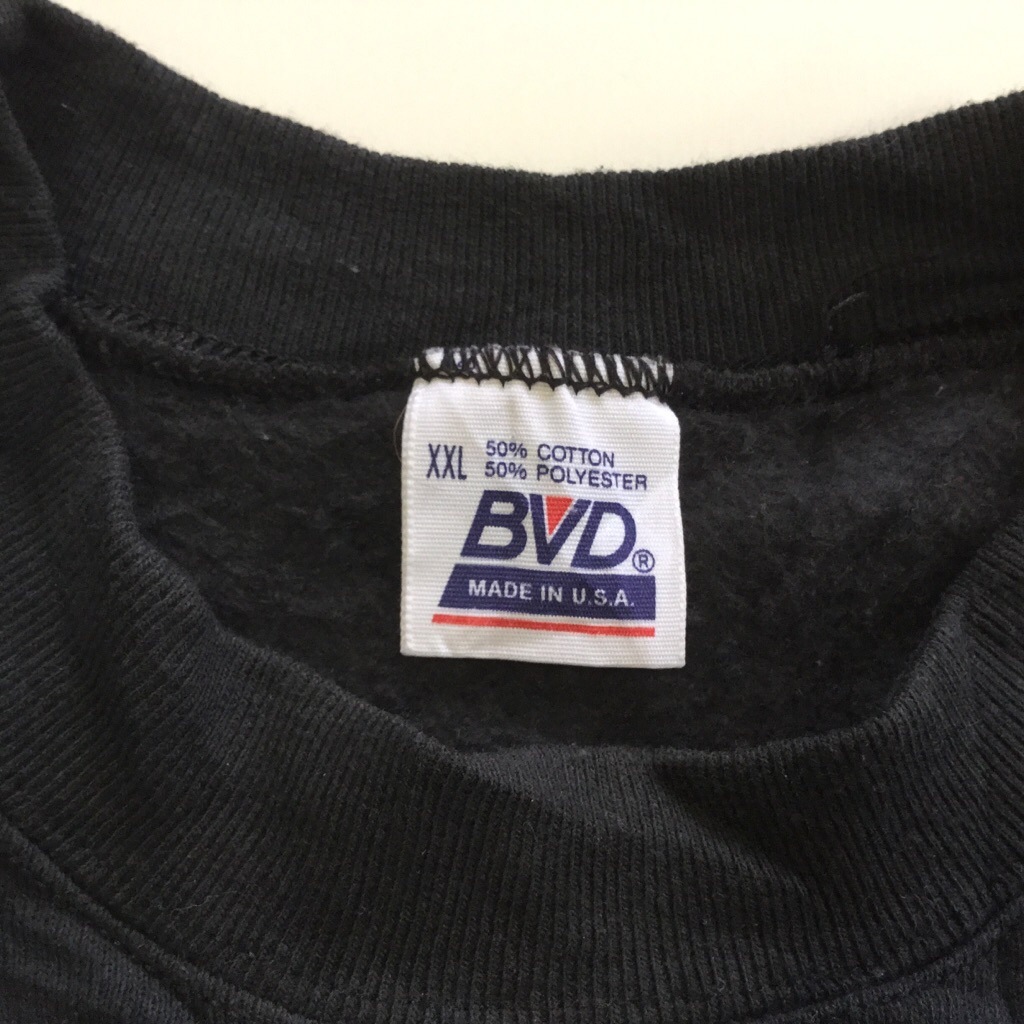 XXL 50% COTTON
50% POLYESTER
BVD®
MADE IN U.S.A.